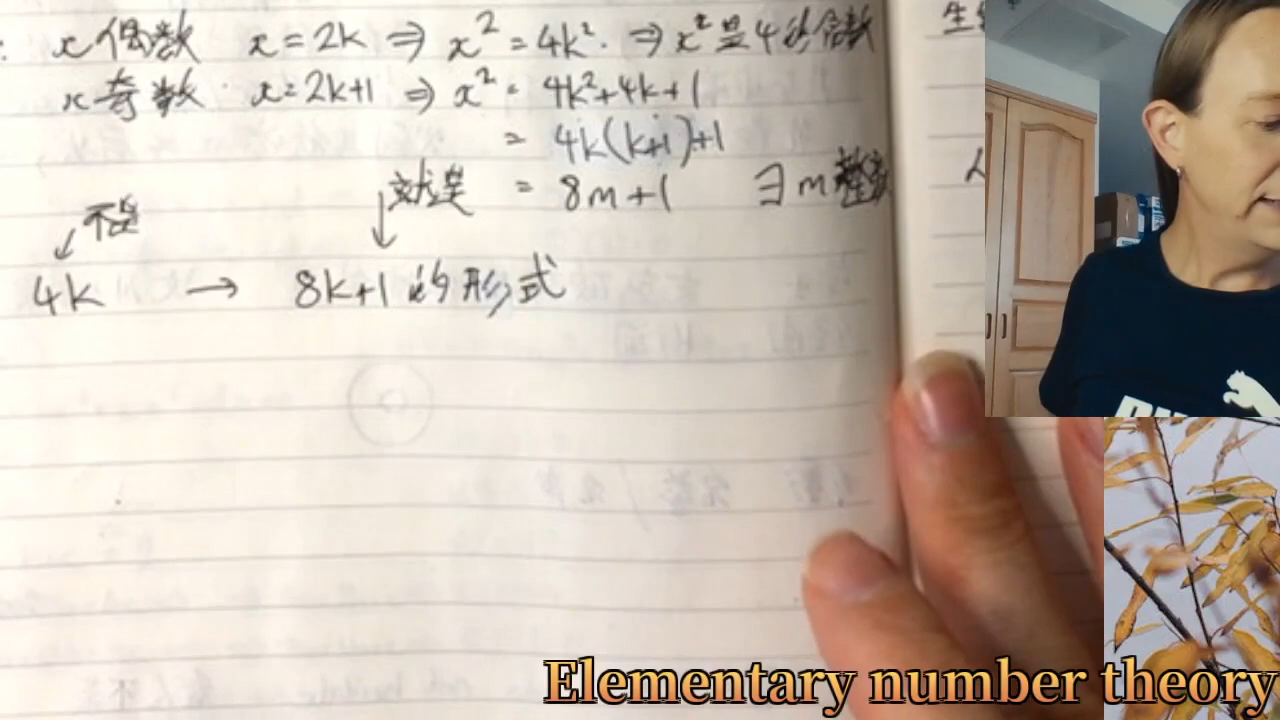 x偶数 x=2k ⇒ x²=4k². ⇒ x²是4的倍数
x奇数 x=2k+1 ⇒ x²= 4k²+4k+1
= 4k(k+1)+1
就是 = 8m+1 ∃ m 整数
不是
4k → 8k+1 的形式
生
Elementary number theory